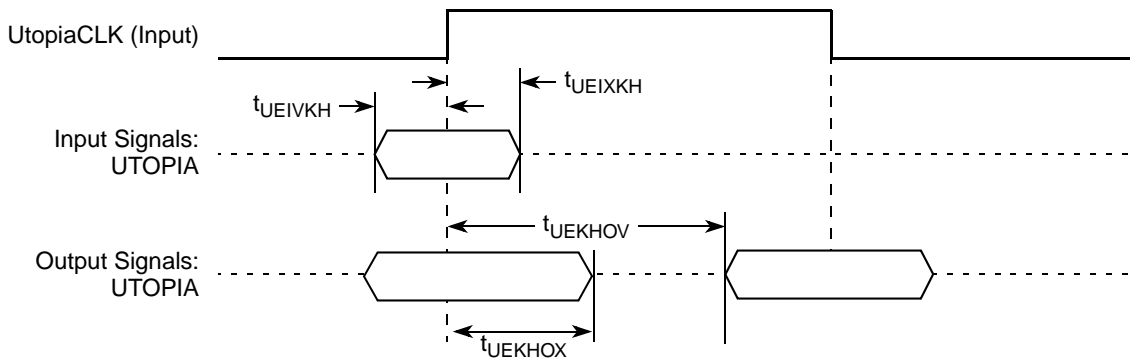 UtopiaCLK (Input)
tUEIXKH
tUEIVKH
Input Signals:
UTOPIA
tUEKHOV
Output Signals:
UTOPIA
tUEKHOX